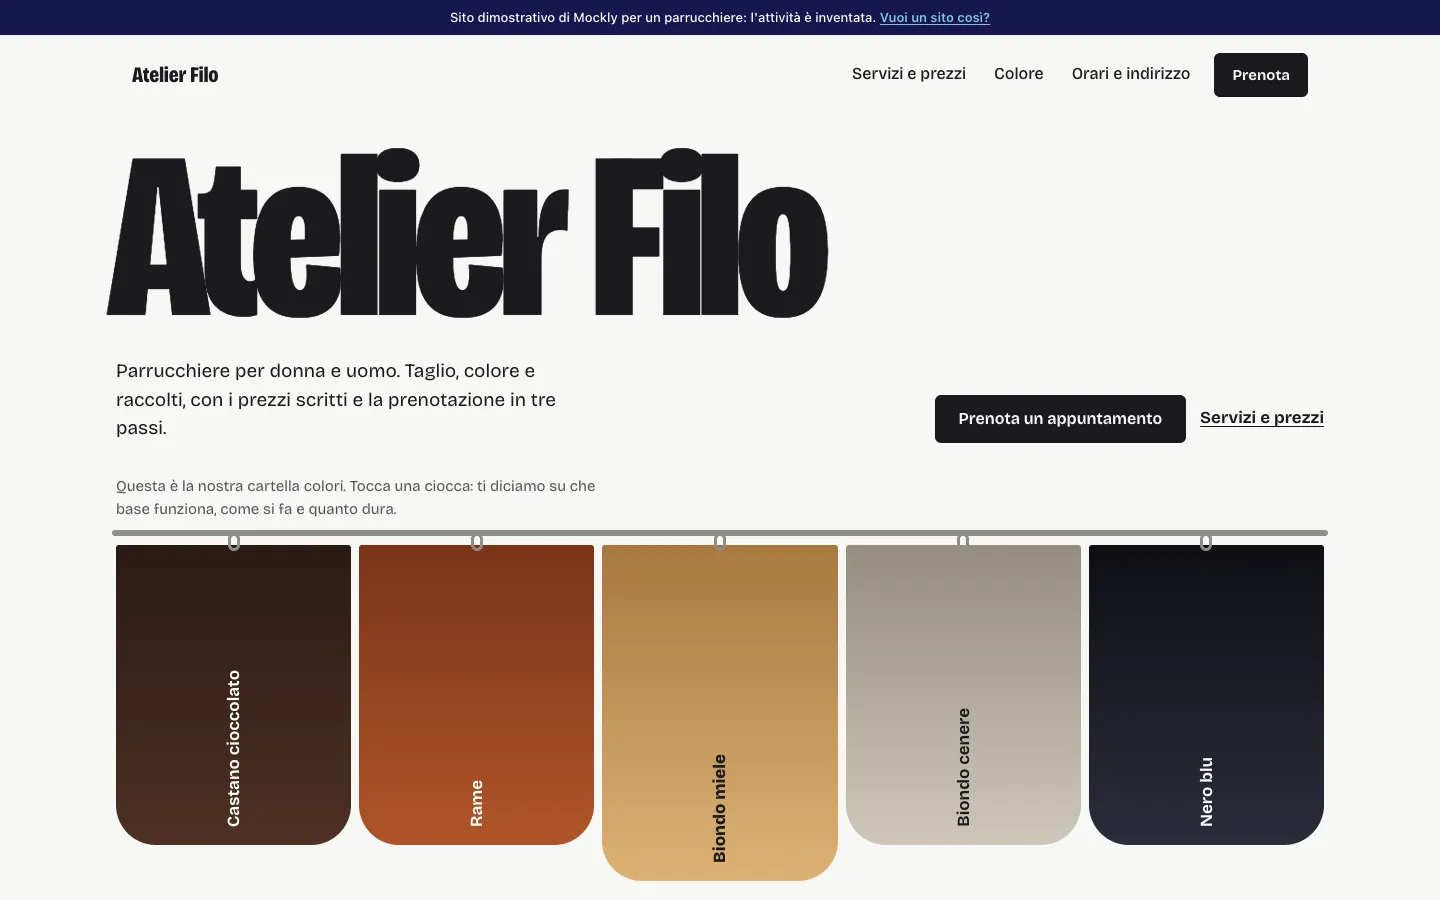 Sito dimostrativo di Mockly per un parrucchiere: l'attività è inventata. Vuoi un sito così?
Atelier Filo
Servizi e prezzi
Colore
Orari e indirizzo
Prenota
Atelier Filo
Parrucchiere per donna e uomo. Taglio, colore e
raccolti, con i prezzi scritti e la prenotazione in tre
passi.
Prenota un appuntamento
Servizi e prezzi
Questa è la nostra cartella colori. Tocca una ciocca: ti diciamo su che
base funziona, come si fa e quanto dura.
Castano cioccolato
Rame
Biondo miele
Biondo cenere
Nero blu